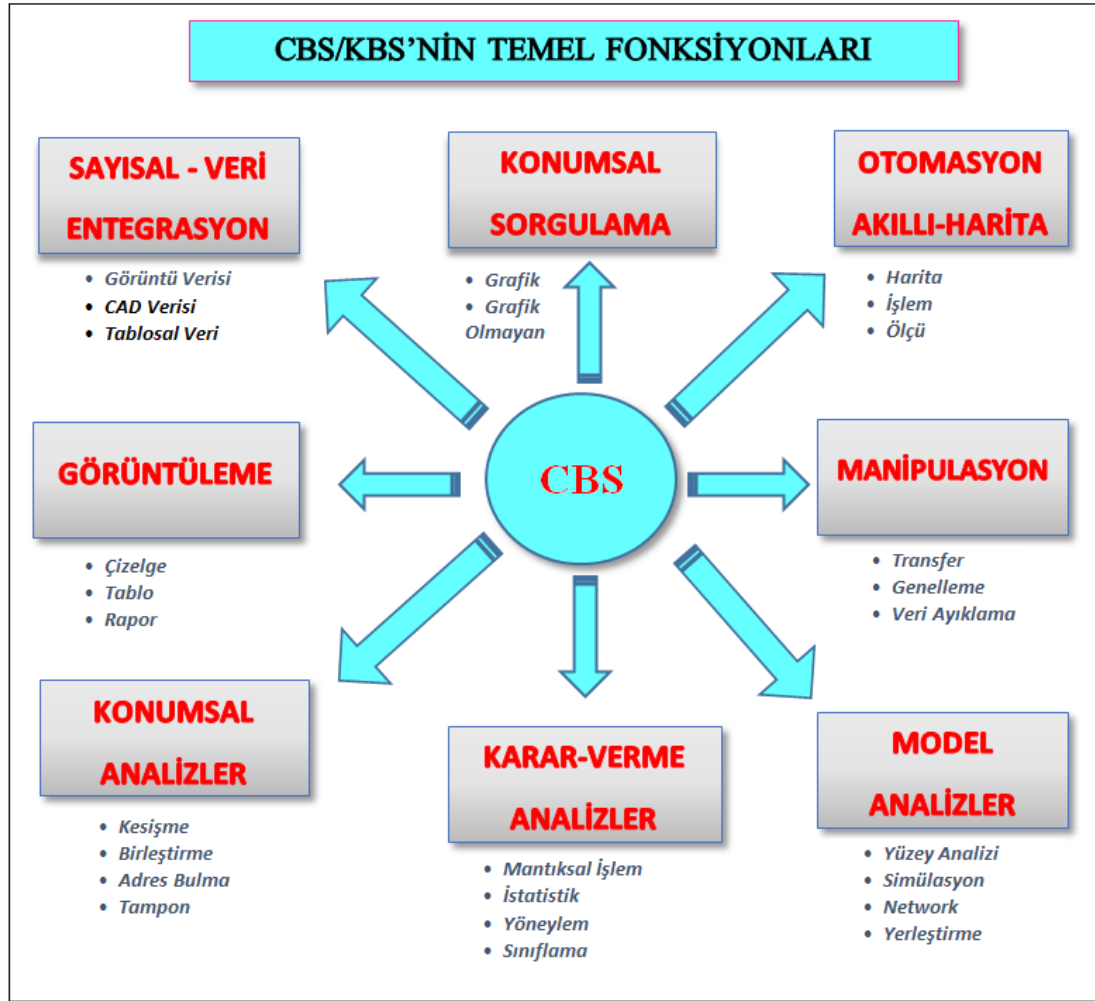 CBS/KBS’NİN TEMEL FONKSİYONLARI
SAYISAL - VERİ
ENTEGRASYON
• Görüntü Verisi
• CAD Verisi
• Tablosal Veri
KONUMSAL
SORGULAMA
• Grafik
• Grafik
Olmayan
OTOMASYON
AKILLI-HARİTA
• Harita
• İşlem
• Ölçü
GÖRÜNTÜLEME
• Çizelge
• Tablo
• Rapor
CBS
MANİPULASYON
• Transfer
• Genelleme
• Veri Ayıklama
KONUMSAL
ANALİZLER
• Kesişme
• Birleştirme
• Adres Bulma
• Tampon
KARAR-VERME
ANALİZLER
• Mantıksal İşlem
• İstatistik
• Yöneylem
• Sınıflama
MODEL
ANALİZLER
• Yüzey Analizi
• Simülasyon
• Network
• Yerleştirme